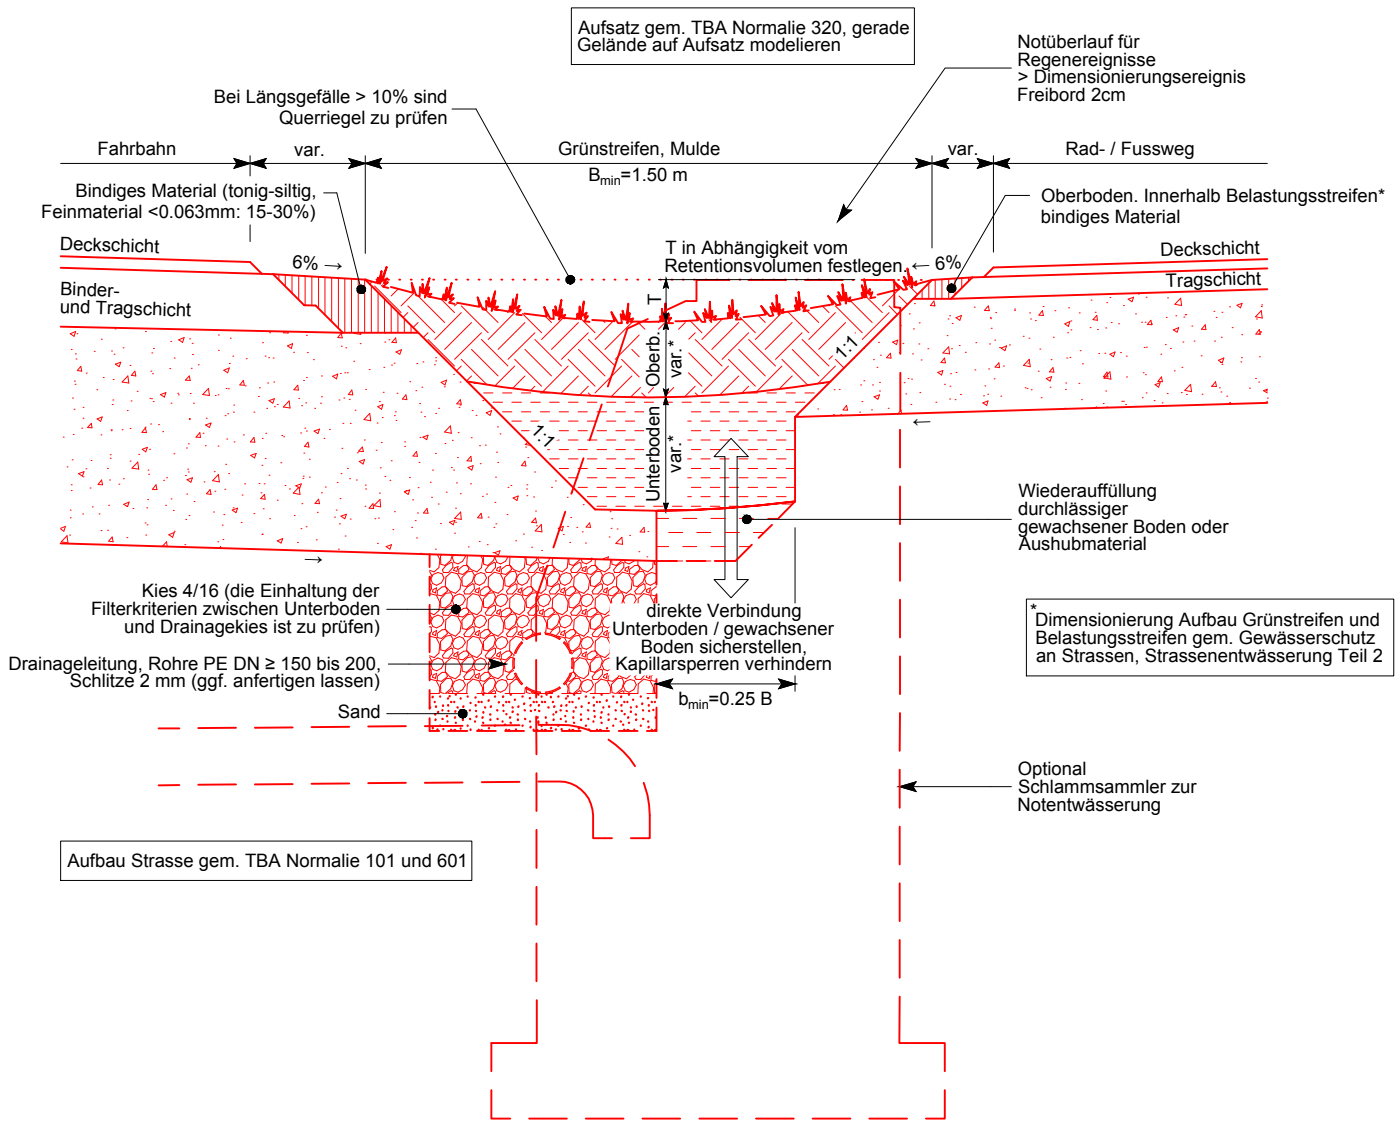 Aufsatz gem. TBA Normalie 320, gerade
Gelände auf Aufsatz modelieren
Notüberlauf für
Regenereignisse
> Dimensionierungsereignis
Freibord 2cm
Bei Längsgefälle > 10% sind
Querriegel zu prüfen
Fahrbahn
var.
Grünstreifen, Mulde
Bmin=1.50 m
var.
Rad- / Fussweg
Bindiges Material (tonig-siltig,
Feinmaterial <0.063mm: 15-30%)
Oberboden. Innerhalb Belastungsstreifen*
bindiges Material
Deckschicht
6% →
T in Abhängigkeit vom
Retentionsvolumen festlegen.
← 6%
Deckschicht
Tragschicht
Binder-
und Tragschicht
T
Oberb.
var.*
1:1
Unterboden
var.*
1:1
←
→
Wiederauffüllung
durchlässiger
gewachsener Boden oder
Aushubmaterial
Kies 4/16 (die Einhaltung der
Filterkriterien zwischen Unterboden
und Drainagekies ist zu prüfen)
direkte Verbindung
Unterboden / gewachsener
Boden sicherstellen,
Kapillarsperren verhindern
*
Dimensionierung Aufbau Grünstreifen und
Belastungsstreifen gem. Gewässerschutz
an Strassen, Strassenentwässerung Teil 2
Drainageleitung, Rohre PE DN ≥ 150 bis 200,
Schlitze 2 mm (ggf. anfertigen lassen)
bmin=0.25 B
Sand
Optional
Schlammsammler zur
Notentwässerung
Aufbau Strasse gem. TBA Normalie 101 und 601